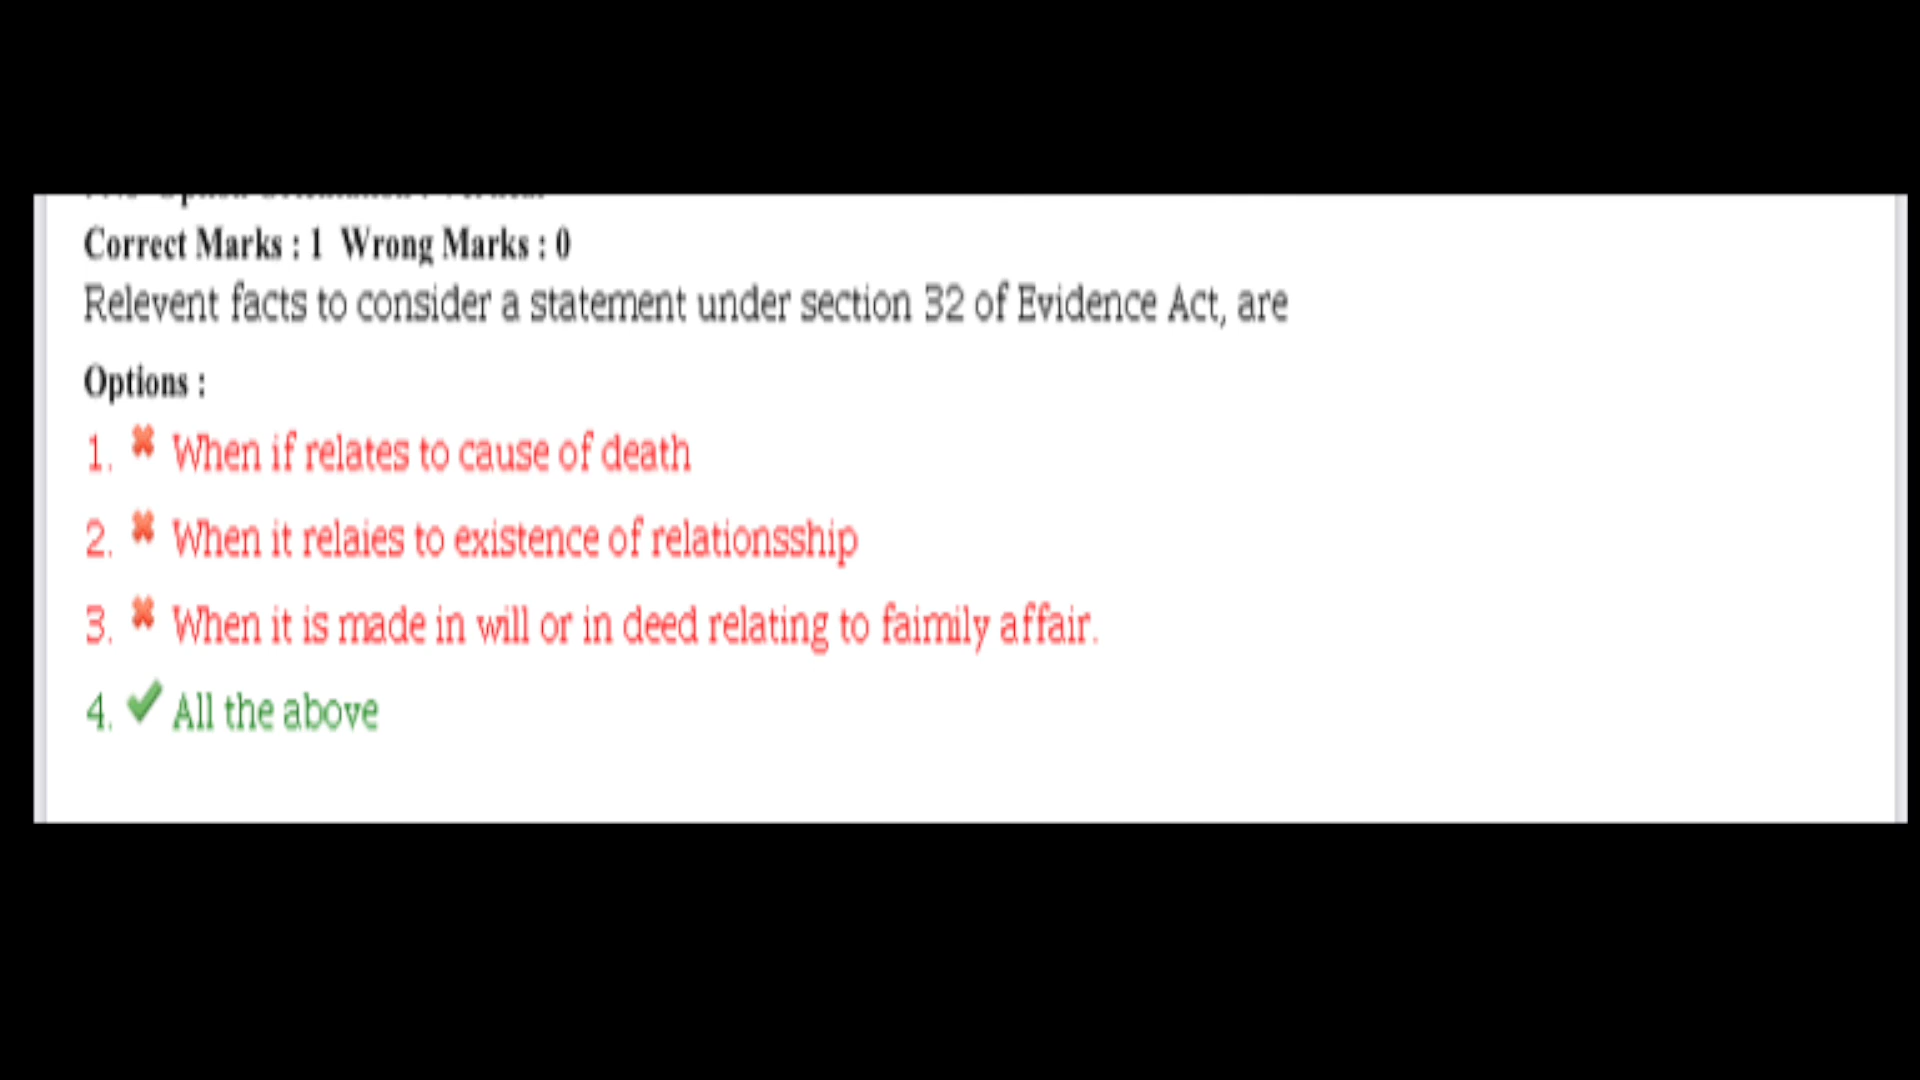 Correct Marks : 1 Wrong Marks : 0
Relevent facts to consider a statement under section 32 of Evidence Act, are
Options :
1. ✖ When if relates to cause of death
2. ✖ When it relaies to existence of relationsship
3. ✖ When it is made in will or in deed relating to faimily affair.
4. ✔ All the above